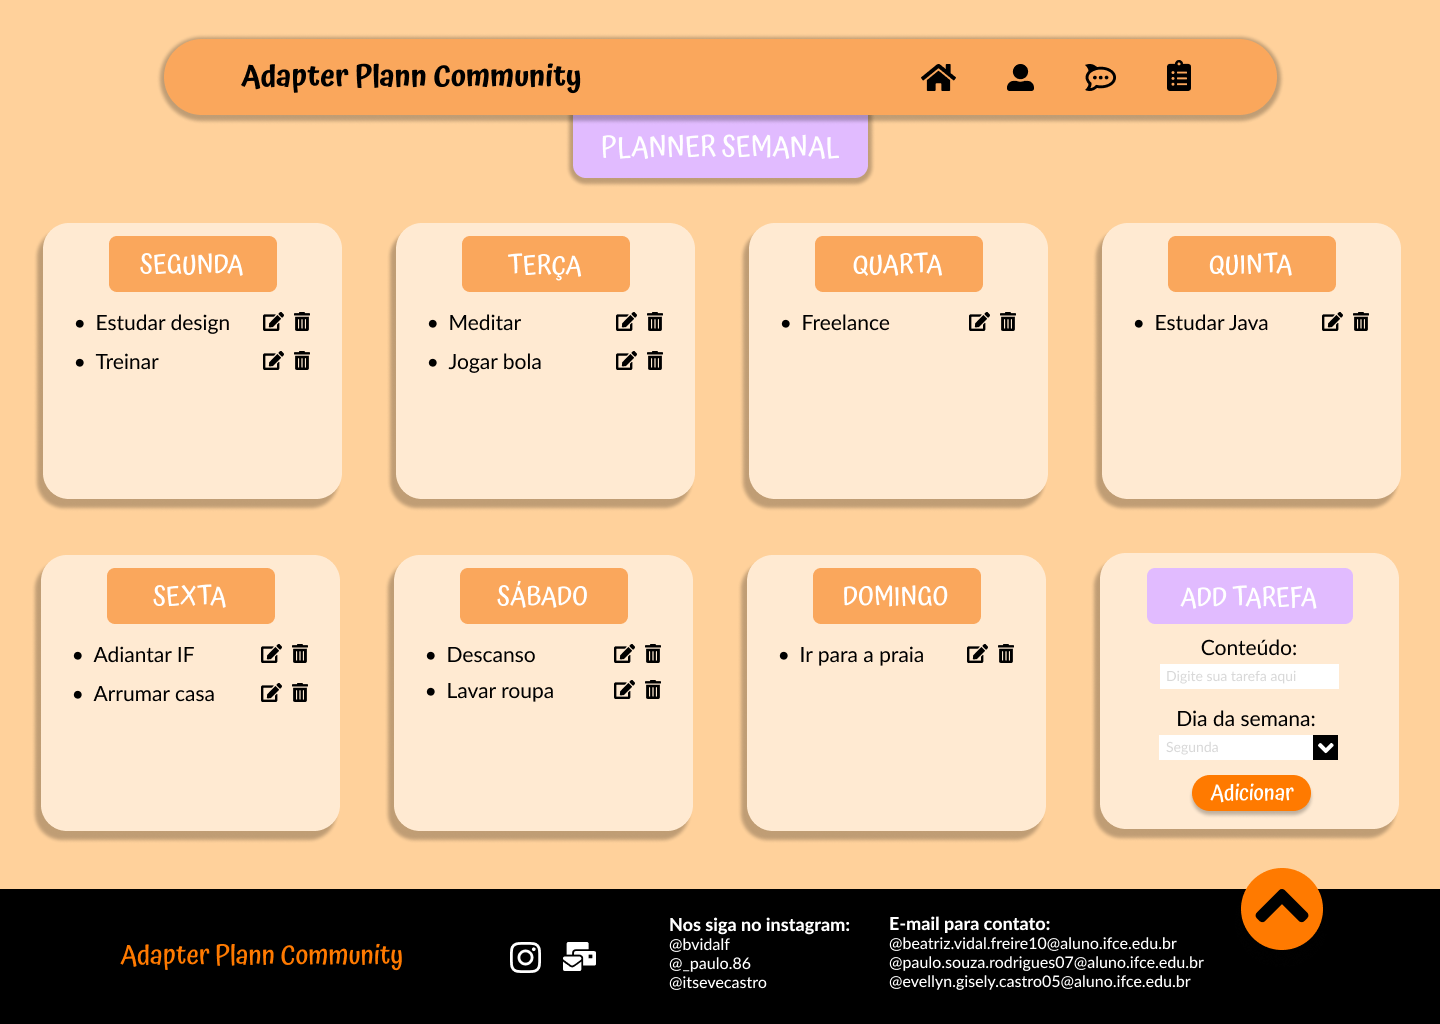 Adapter Plann Community
PLANNER SEMANAL
SEGUNDA
• Estudar design
• Treinar
TERÇA
• Meditar
• Jogar bola
QUARTA
• Freelance
QUINTA
• Estudar Java
SEXTA
• Adiantar IF
• Arrumar casa
SÁBADO
• Descanso
• Lavar roupa
DOMINGO
• Ir para a praia
ADD TAREFA
Conteúdo:
Digite sua tarefa aqui
Dia da semana:
Segunda
Adicionar
Adapter Plann Community
Nos siga no instagram:
@bvidalf
@_paulo.86
@itsevecastro
E-mail para contato:
@beatriz.vidal.freire10@aluno.ifce.edu.br
@paulo.souza.rodrigues07@aluno.ifce.edu.br
@evellyn.gisely.castro05@aluno.ifce.edu.br